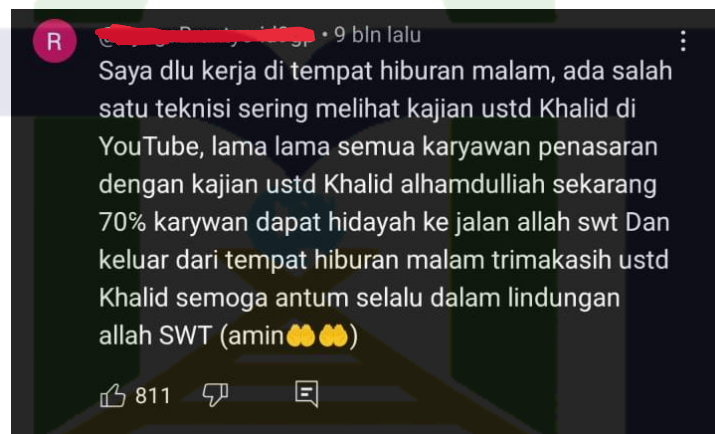 R
• 9 bln lalu
Saya dlu kerja di tempat hiburan malam, ada salah
satu teknisi sering melihat kajian ustd Khalid di
YouTube, lama lama semua karyawan penasaran
dengan kajian ustd Khalid alhamdulliah sekarang
70% karywan dapat hidayah ke jalan allah swt Dan
keluar dari tempat hiburan malam trimakasih ustd
Khalid semoga antum selalu dalam lindungan
allah SWT (amin🤲🤲)
811